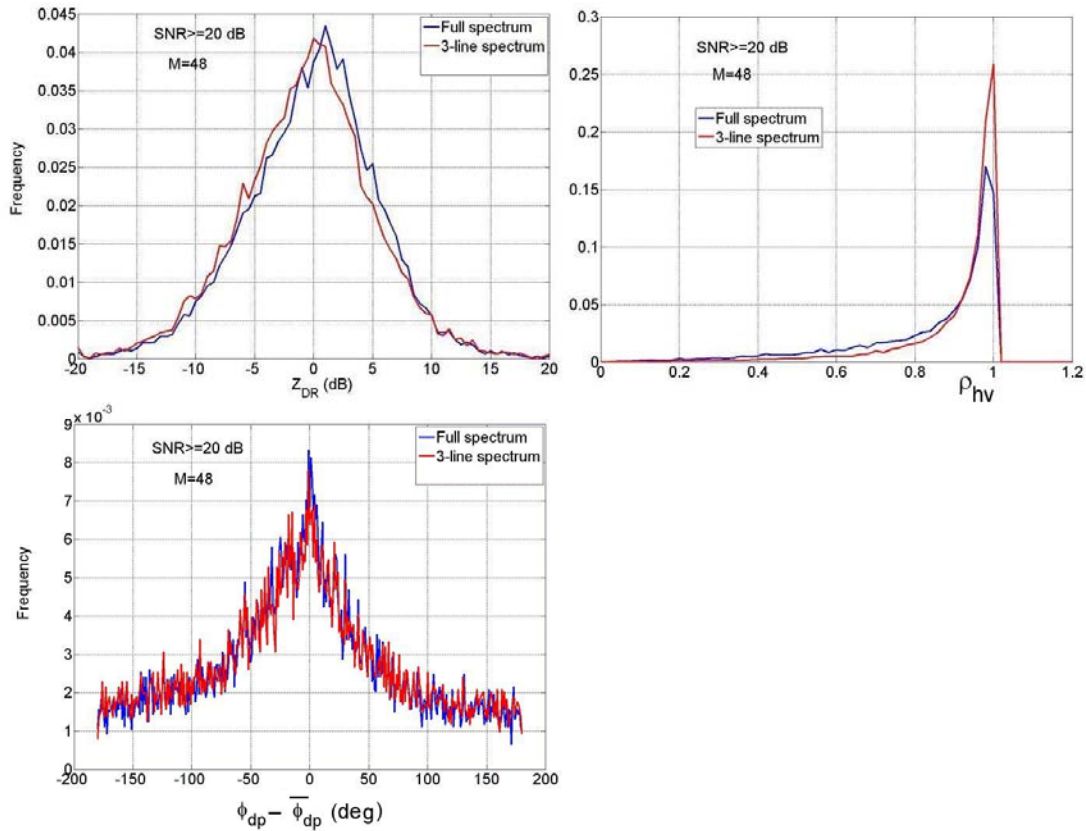 0.045
0.04
0.035
0.03
0.025
0.02
0.015
0.01
0.005
0
Frequency
SNR>=20 dB
M=48
Full spectrum
3-line spectrum
-20 -15 -10 -5 0 5 10 15 20
Z_DR (dB)
0.3
0.25
0.2
0.15
0.1
0.05
0
SNR>=20 dB
M=48
Full spectrum
3-line spectrum
0 0.2 0.4 0.6 0.8 1 1.2
ρ_hv
9 x 10^-3
8
7
6
5
4
3
2
1
0
Frequency
SNR>=20 dB
M=48
Full spectrum
3-line spectrum
-200 -150 -100 -50 0 50 100 150 200
ϕ_dp − ϕ̅_dp (deg)